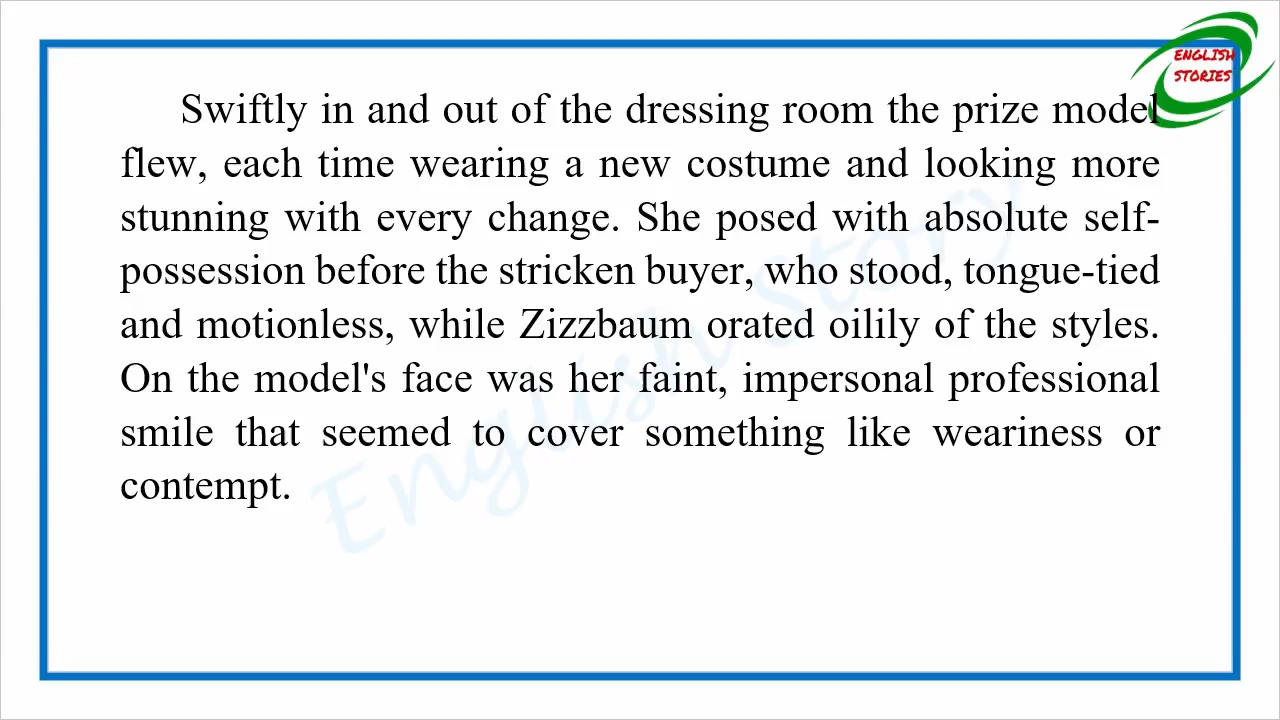 ENGLISH
STORIES
Swiftly in and out of the dressing room the prize model
flew, each time wearing a new costume and looking more
stunning with every change. She posed with absolute self-
possession before the stricken buyer, who stood, tongue-tied
and motionless, while Zizzbaum orated oilily of the styles.
On the model's face was her faint, impersonal professional
smile that seemed to cover something like weariness or
contempt.
English Story